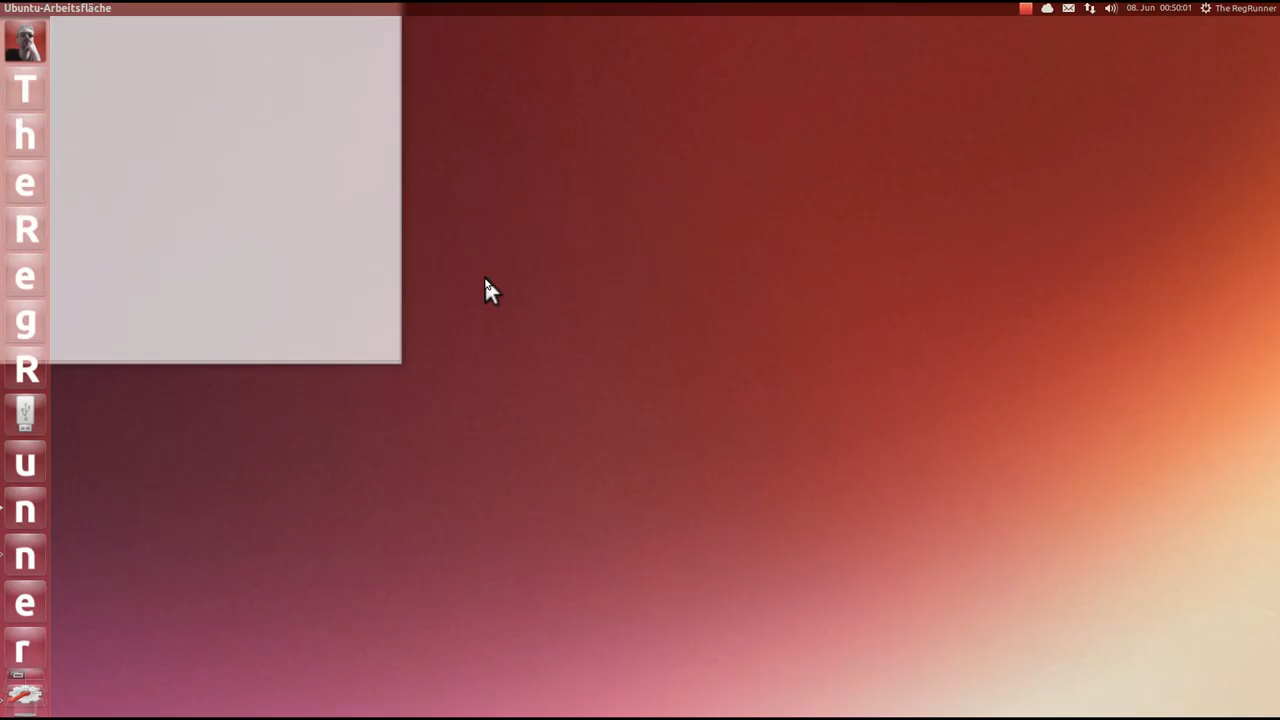 Ubuntu-Arbeitsfläche
08. Jun 00:50:01 The RegRunner
T
h
e
R
e
g
R
u
n
n
e
r